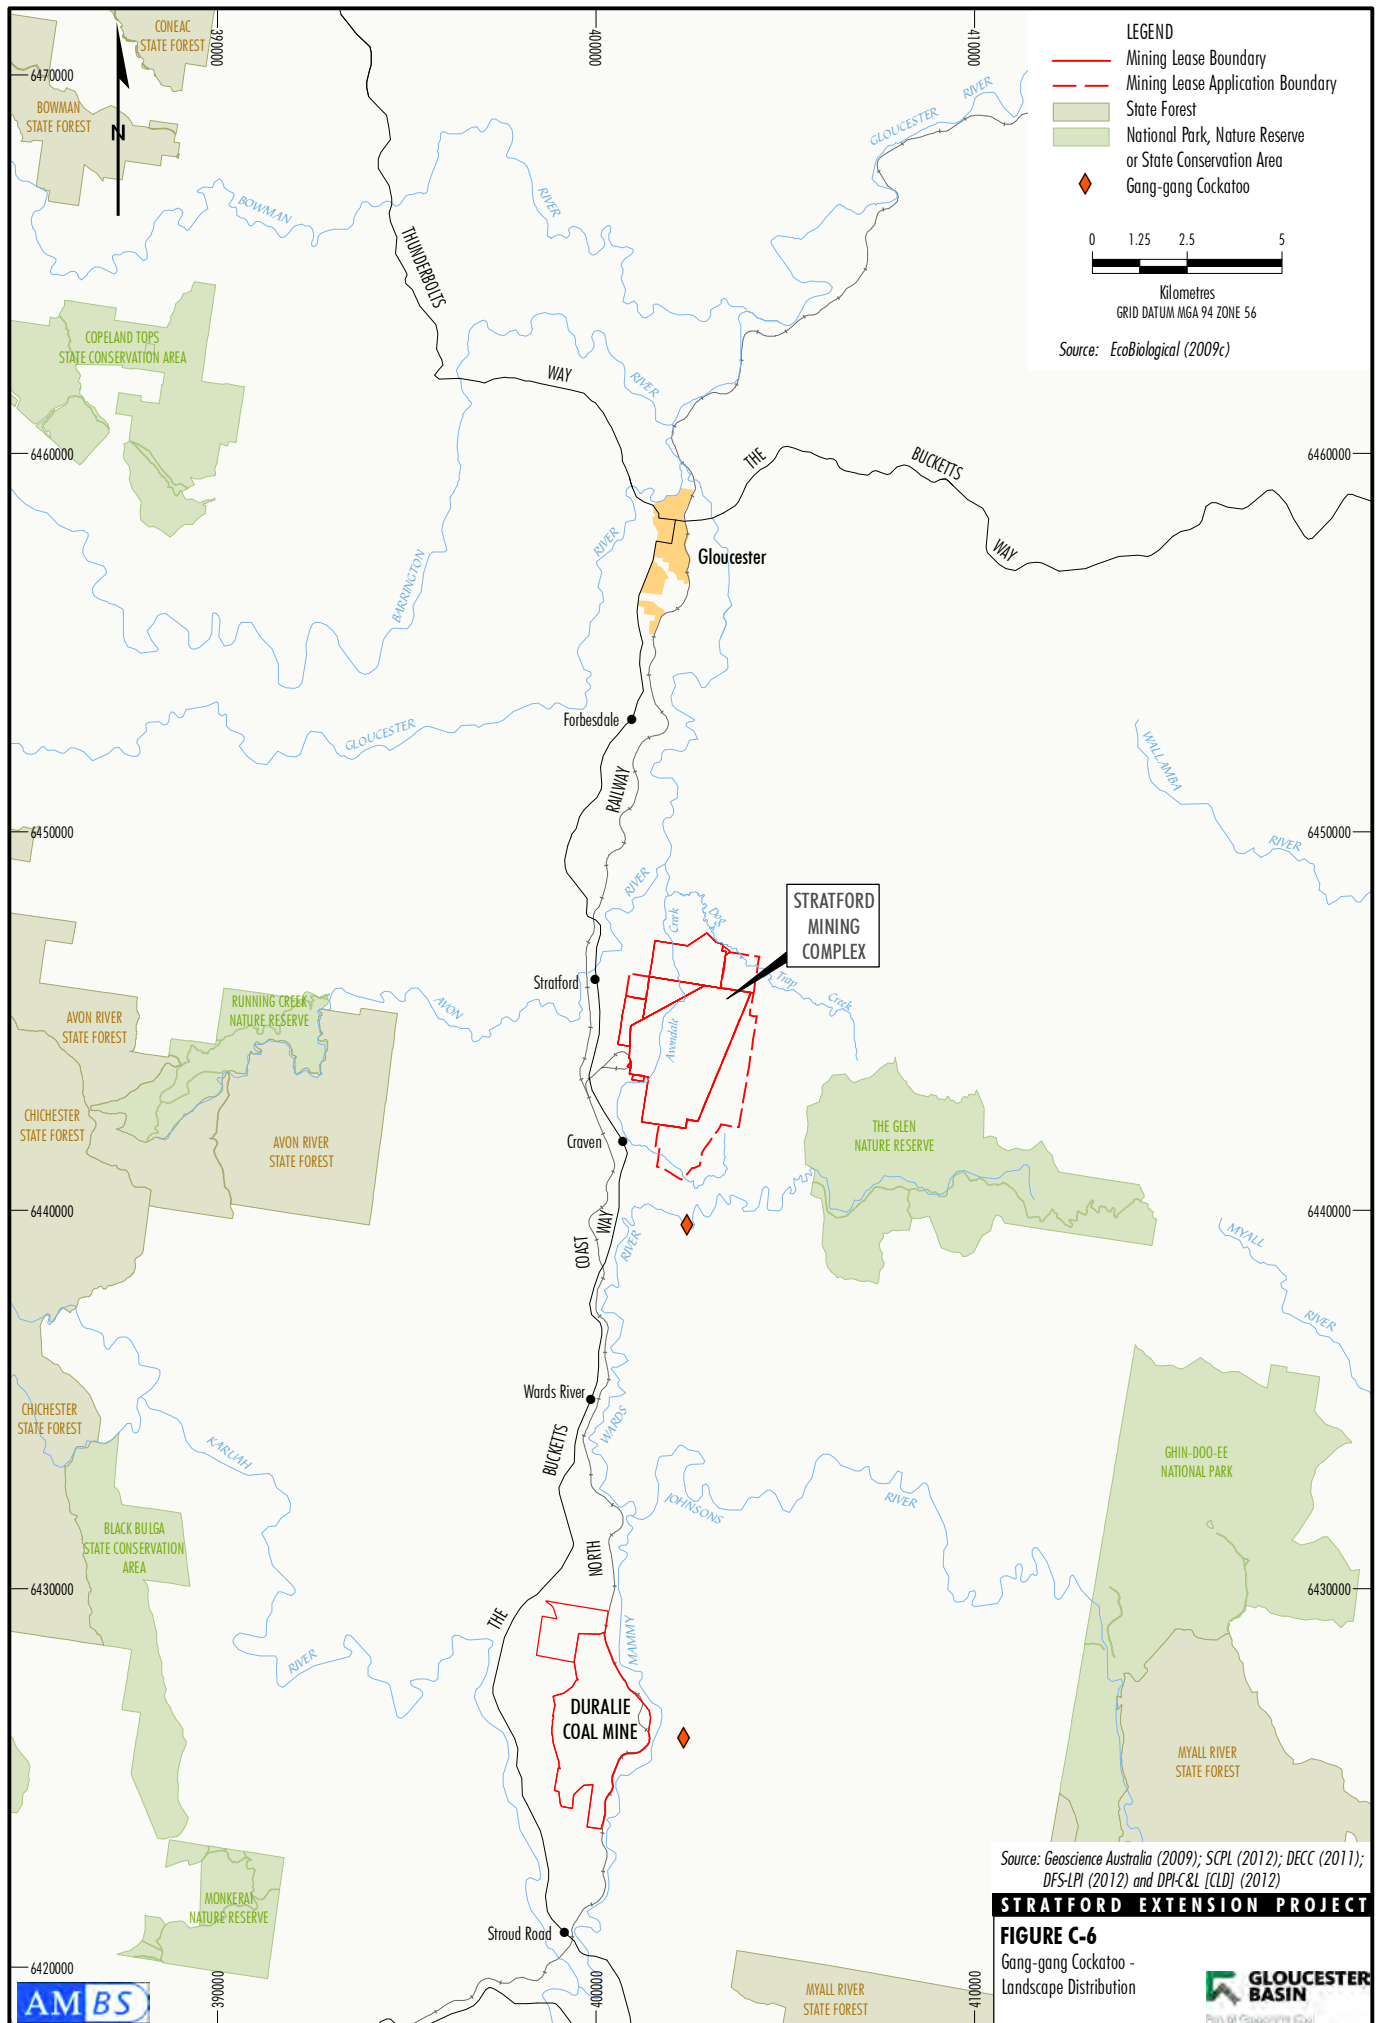 LEGEND
Mining Lease Boundary
Mining Lease Application Boundary
State Forest
National Park, Nature Reserve
or State Conservation Area
Gang-gang Cockatoo
0 1.25 2.5 5
Kilometres
GRID DATUM MGA 94 ZONE 56
Source: EcoBiological (2009c)
390000
400000
410000
6470000
CONEAC
STATE FOREST
BOWMAN
STATE FOREST
N
BOWMAN
RIVER
GLOUCESTER
RIVER
THUNDERBOLTS
WAY
COPELAND TOPS
STATE CONSERVATION AREA
RIVER
6460000
6460000
THE
BUCKETTS
WAY
BARRINGTON
RIVER
Gloucester
Forbesdale
GLOUCESTER
RAILWAY
WALLAMBA
RIVER
6450000
6450000
RIVER
Creek
Dog
Trap
Creek
Avondale
STRATFORD
MINING
COMPLEX
Stratford
AVON
RUNNING CREEK
NATURE RESERVE
AVON RIVER
STATE FOREST
CHICHESTER
STATE FOREST
AVON RIVER
STATE FOREST
Craven
THE GLEN
NATURE RESERVE
6440000
6440000
COAST
WAY
RIVER
MYALL
RIVER
Wards River
WARDS
BUCKETTS
CHICHESTER
STATE FOREST
KARUAH
JOHNSONS
RIVER
GHIN-DOO-EE
NATIONAL PARK
BLACK BULGA
STATE CONSERVATION
AREA
NORTH
6430000
6430000
THE
MAMMY
RIVER
DURALIE
COAL MINE
MYALL RIVER
STATE FOREST
MONKERAI
NATURE RESERVE
Stroud Road
6420000
390000
400000
410000
MYALL RIVER
STATE FOREST
AMBS
Source: Geoscience Australia (2009); SCPL (2012); DECC (2011);
DFS-LPI (2012) and DPI-C&L [CLD] (2012)
STRATFORD EXTENSION PROJECT
FIGURE C-6
Gang-gang Cockatoo -
Landscape Distribution
GLOUCESTER
BASIN